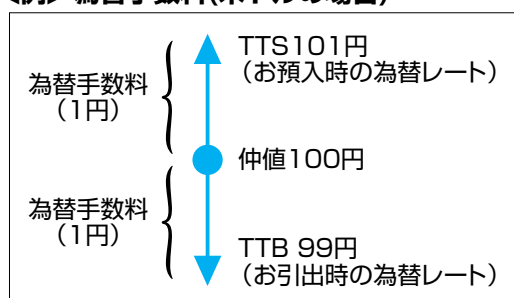 TTS101円
（お預入時の為替レート）
為替手数料
（1円）
仲値100円
為替手数料
（1円）
TTB 99円
（お引出時の為替レート）